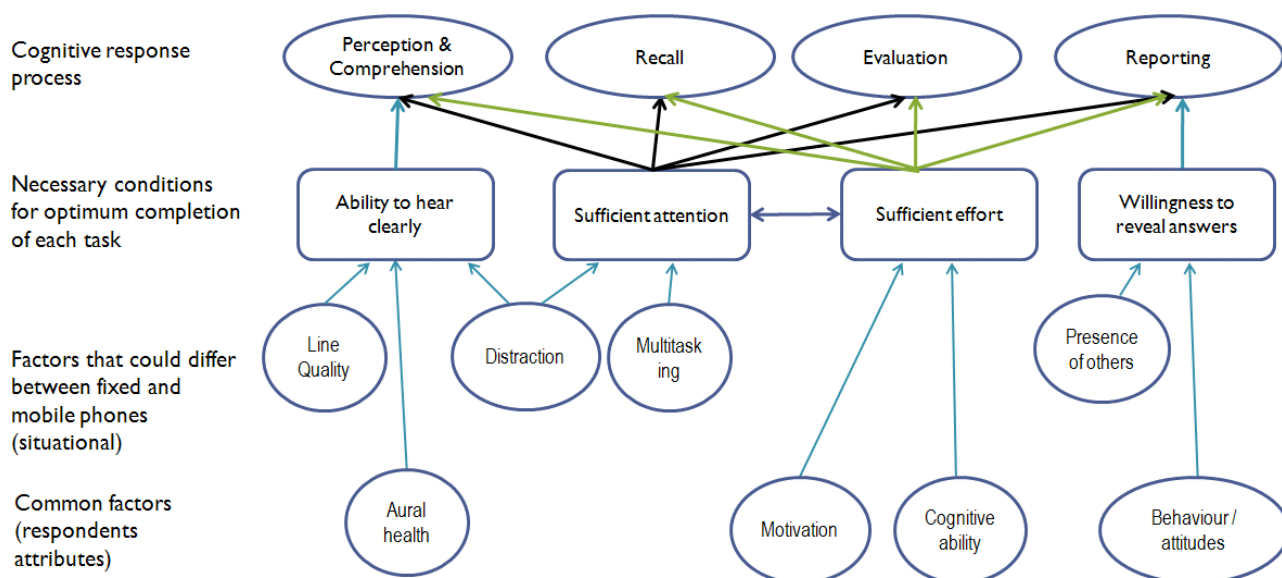 Cognitive response
process
Perception &
Comprehension
Recall
Evaluation
Reporting
Necessary conditions
for optimum completion
of each task
Ability to hear
clearly
Sufficient attention
Sufficient effort
Willingness to
reveal answers
Factors that could differ
between fixed and
mobile phones
(situational)
Line
Quality
Distraction
Multitask
ing
Presence
of others
Common factors
(respondents
attributes)
Aural
health
Motivation
Cognitive
ability
Behaviour /
attitudes